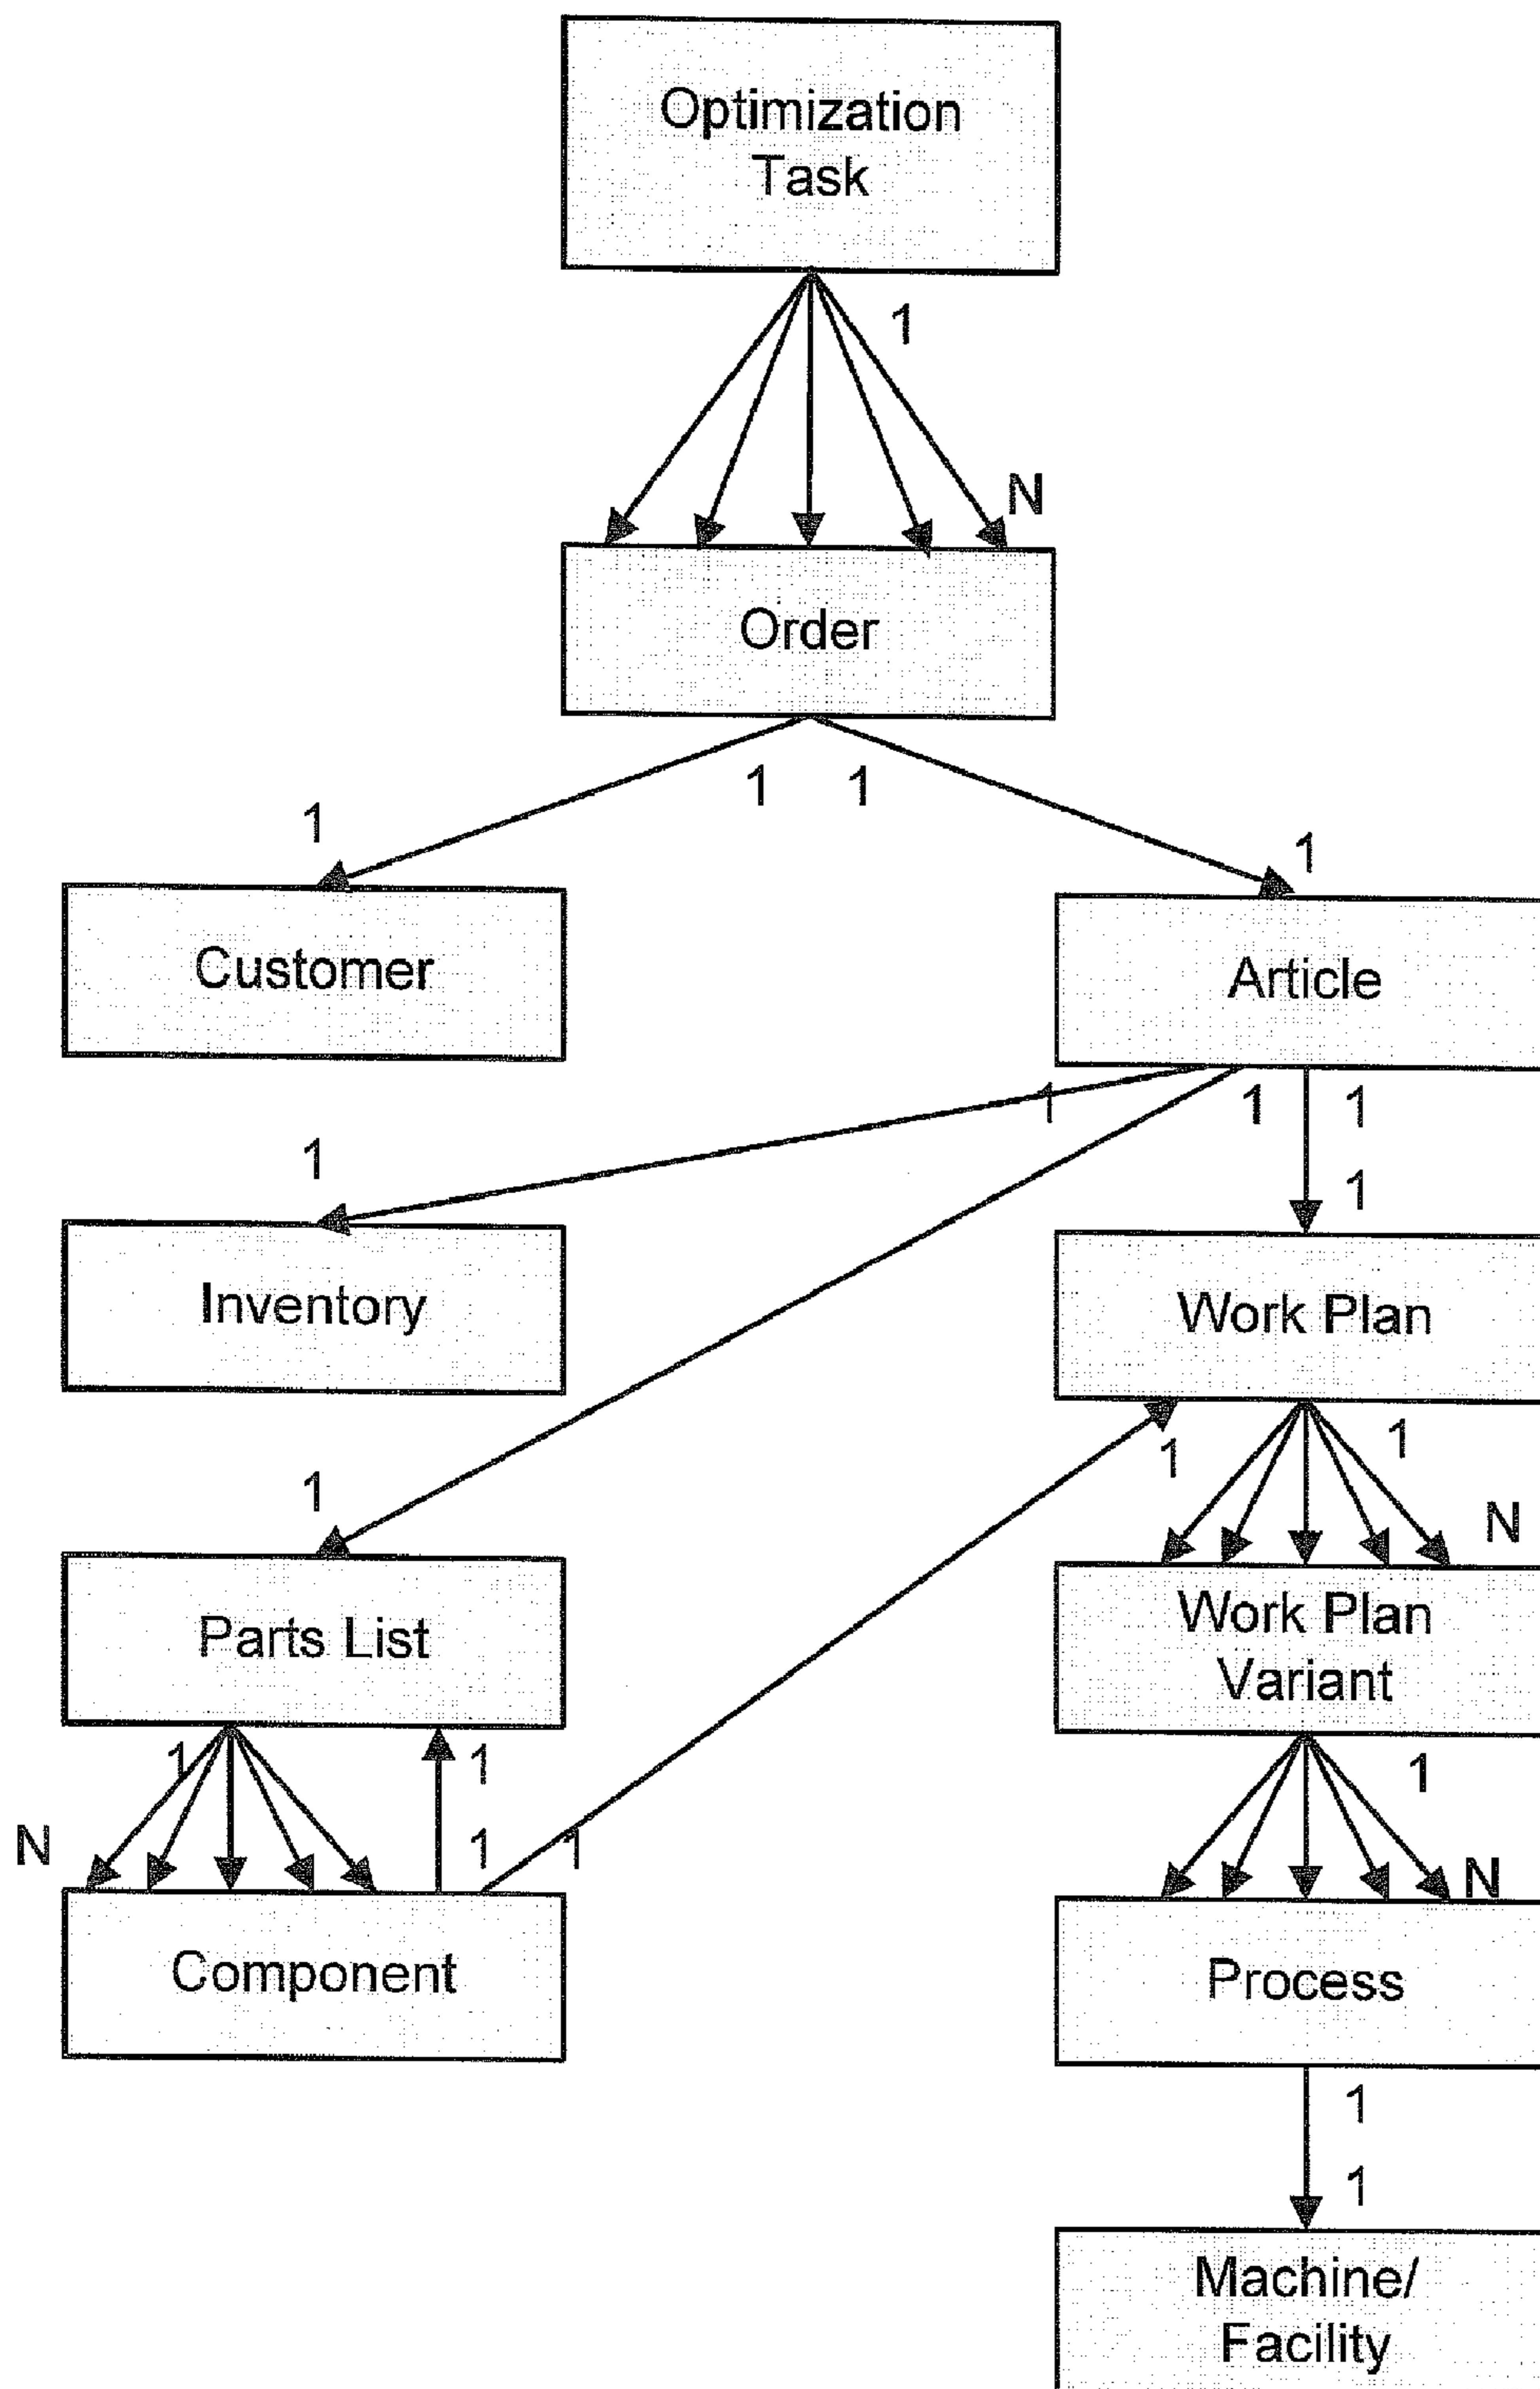 Optimization
Task
1
N
Order
1
1
1
1
Customer
Article
1
1
1
1
1
Inventory
Work Plan
1
1
1
N
Parts List
Work Plan
Variant
1
1
1
N
1
1
N
Component
Process
1
1
Machine/
Facility